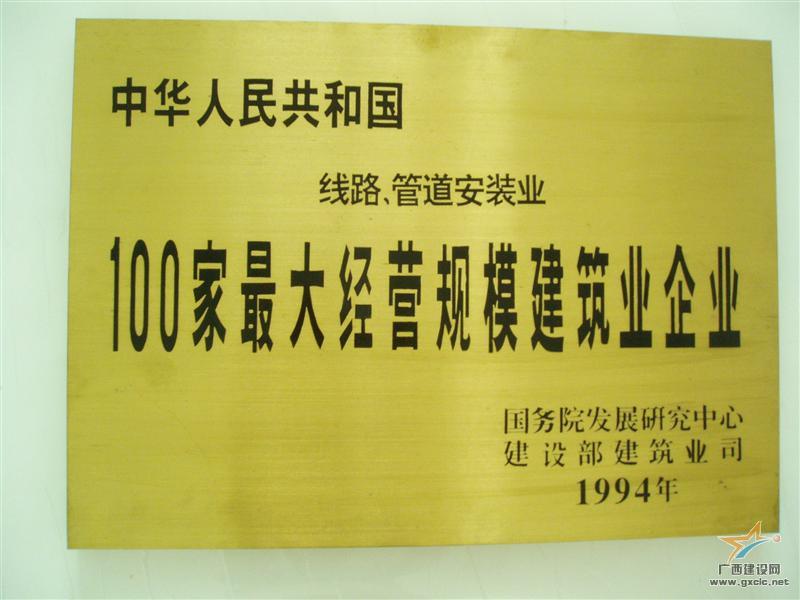 中华人民共和国
线路、管道安装业
100家最大经营规模建筑业企业
国务院发展研究中心
建设部建筑业司
1994年
广西建设网
www.gxcic.net